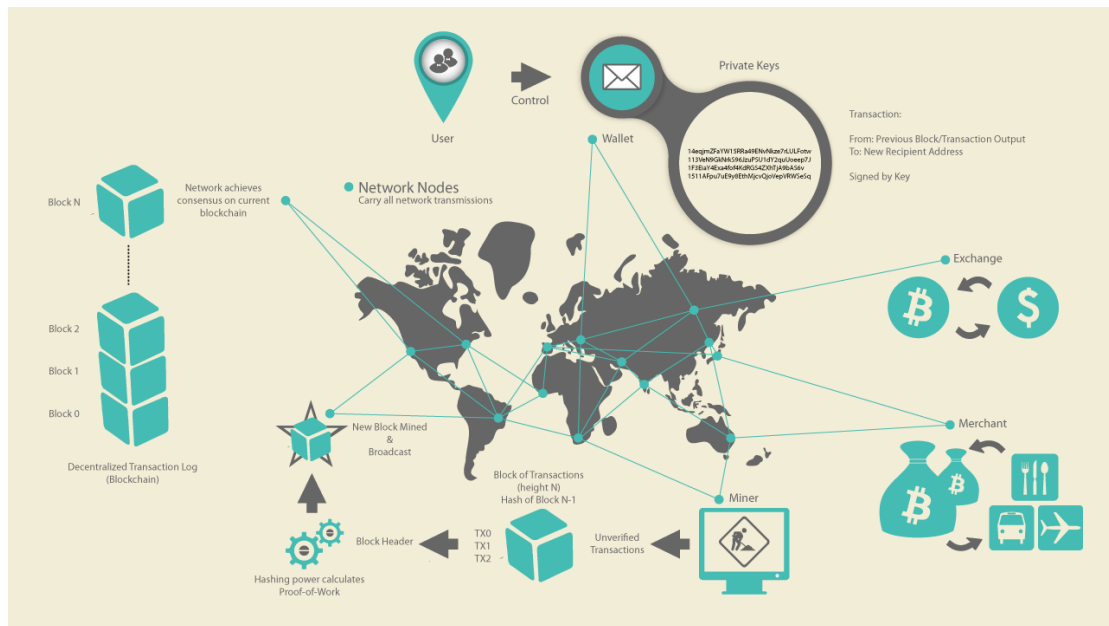 Private Keys
Control
User
Wallet
Transaction:
From: Previous Block/Transaction Output
To: New Recipient Address
Signed by Key
Block N
Network achieves
consensus on current
blockchain
Network Nodes
Carry all network transmissions
Exchange
Block 2
Block 1
Block 0
Decentralized Transaction Log
(Blockchain)
New Block Mined
&
Broadcast
Merchant
Block of Transactions
(height N)
Hash of Block N-1
Miner
TX0
TX1
TX2
Block Header
Unverified
Transactions
Hashing power calculates
Proof-of-Work